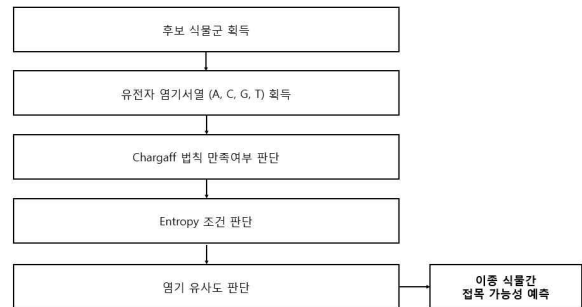 후보 식물군 획득
유전자 염기서열 (A, C, G, T) 획득
Chargaff 법칙 만족여부 판단
Entropy 조건 판단
염기 유사도 판단
이종 식물간
접목 가능성 예측